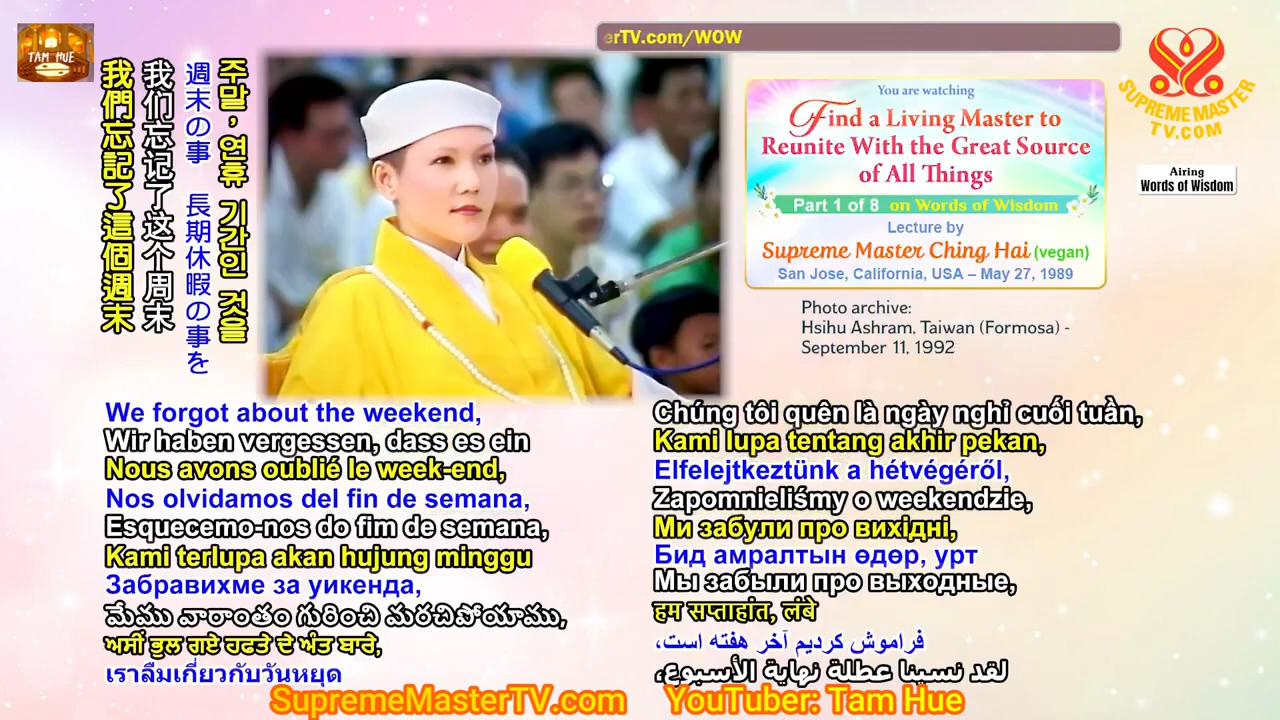 TAM HUE
erTV.com/WOW
SUPREME MASTER
TV.COM
주말, 연휴 기간인 것을
週末の事 長期休暇の事を
我们忘记了这个周末
我們忘記了這個週末
You are watching
Find a Living Master to
Reunite With the Great Source
of All Things
Part 1 of 8 on Words of Wisdom
Lecture by
Supreme Master Ching Hai (vegan)
San Jose, California, USA – May 27, 1989
Airing
Words of Wisdom
Photo archive:
Hsihu Ashram, Taiwan (Formosa) -
September 11, 1992
We forgot about the weekend,
Wir haben vergessen, dass es ein
Nous avons oublié le week-end,
Nos olvidamos del fin de semana,
Esquecemo-nos do fim de semana,
Kami terlupa akan hujung minggu
Забравихме за уикенда,
మేము వారాంతం గురించి మరచిపోయాము,
ਅਸੀਂ ਭੁਲ ਗਏ ਹਫਤੇ ਦੇ ਅੰਤ ਬਾਰੇ,
เราลืมเกี่ยวกับวันหยุด
Chúng tôi quên là ngày nghỉ cuối tuần,
Kami lupa tentang akhir pekan,
Elfelejtkeztünk a hétvégéről,
Zapomnieliśmy o weekendzie,
Ми забули про вихідні,
Бид амралтын өдөр, урт
Мы забыли про выходные,
हम सप्ताहांत, लंबे
فراموش کردیم آخر هفته است،
لقد نسينا عطلة نهاية الأسبوع،
SupremeMasterTV.com YouTuber: Tam Hue